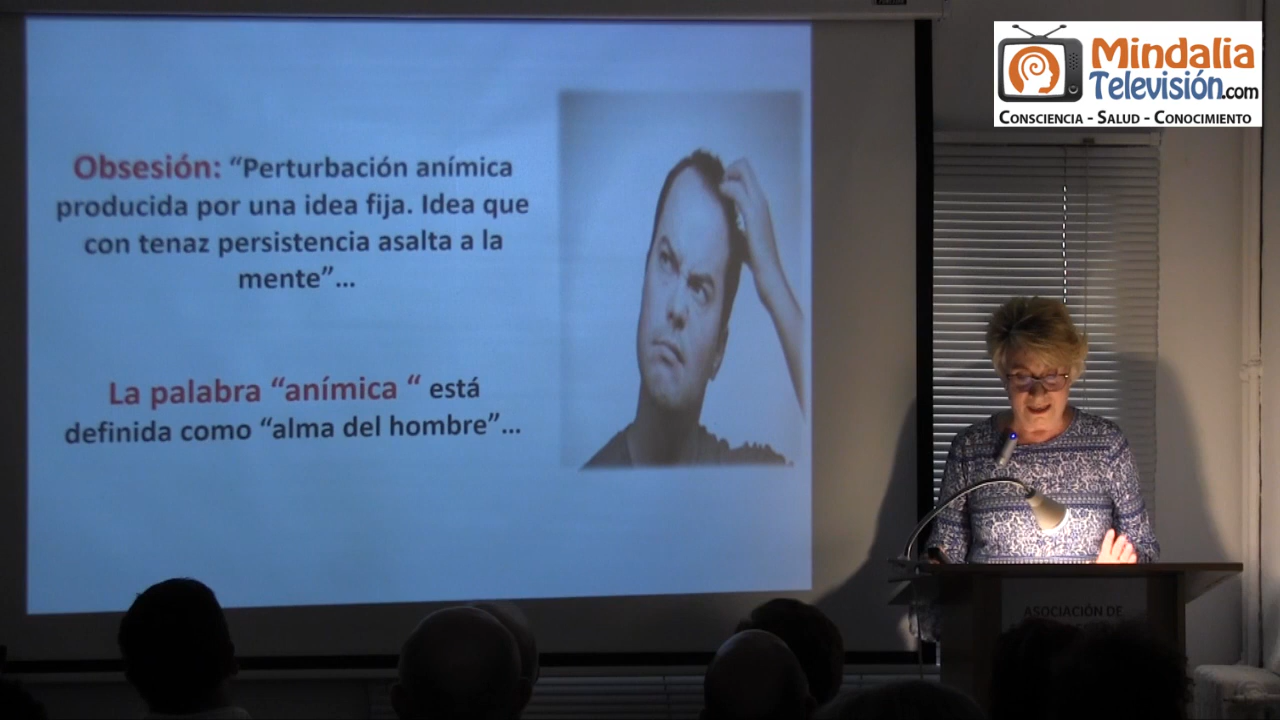 Obsesión: “Perturbación anímica
producida por una idea fija. Idea que
con tenaz persistencia asalta a la
mente”...
La palabra “anímica “ está
definida como “alma del hombre”...
Mindalia
Televisión.com
Consciencia - Salud - Conocimiento
ASOCIACIÓN DE